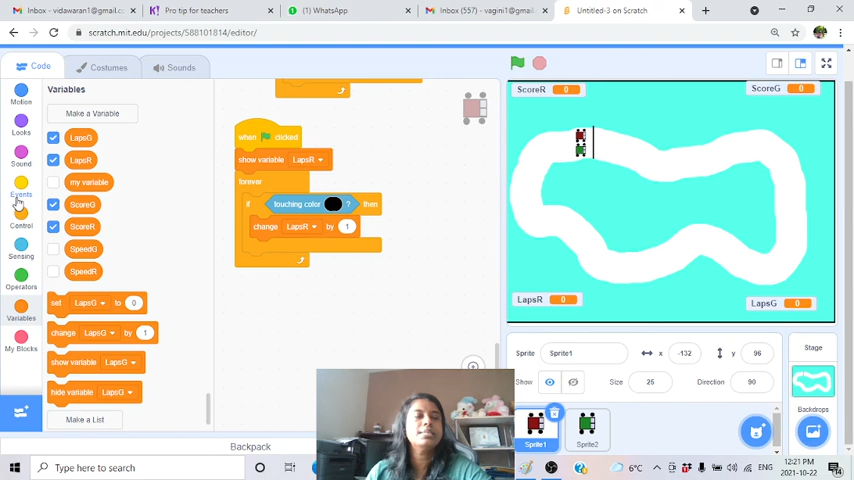 Inbox - vidawaran1@gmail.co
Pro tip for teachers
(1) WhatsApp
Inbox (557) - vagini1@gmail.co
Untitled-3 on Scratch
scratch.mit.edu/projects/588101814/editor/
Code
Costumes
Sounds
Motion
Looks
Sound
Events
Control
Sensing
Operators
Variables
My Blocks
Variables
Make a Variable
LapsG
LapsR
my variable
ScoreG
ScoreR
SpeedG
SpeedR
set LapsG to 0
change LapsG by 1
show variable LapsG
hide variable LapsG
Make a List
when clicked
show variable LapsR
forever
if touching color ? then
change LapsR by 1
Backpack
ScoreR 0
ScoreG 0
LapsR 0
LapsG 0
Sprite Sprite1 x -132 y 96
Show Size 25 Direction 90
Sprite1
Sprite2
Stage
Backdrops
Type here to search
6°C
ENG
12:21 PM
2021-10-22
14